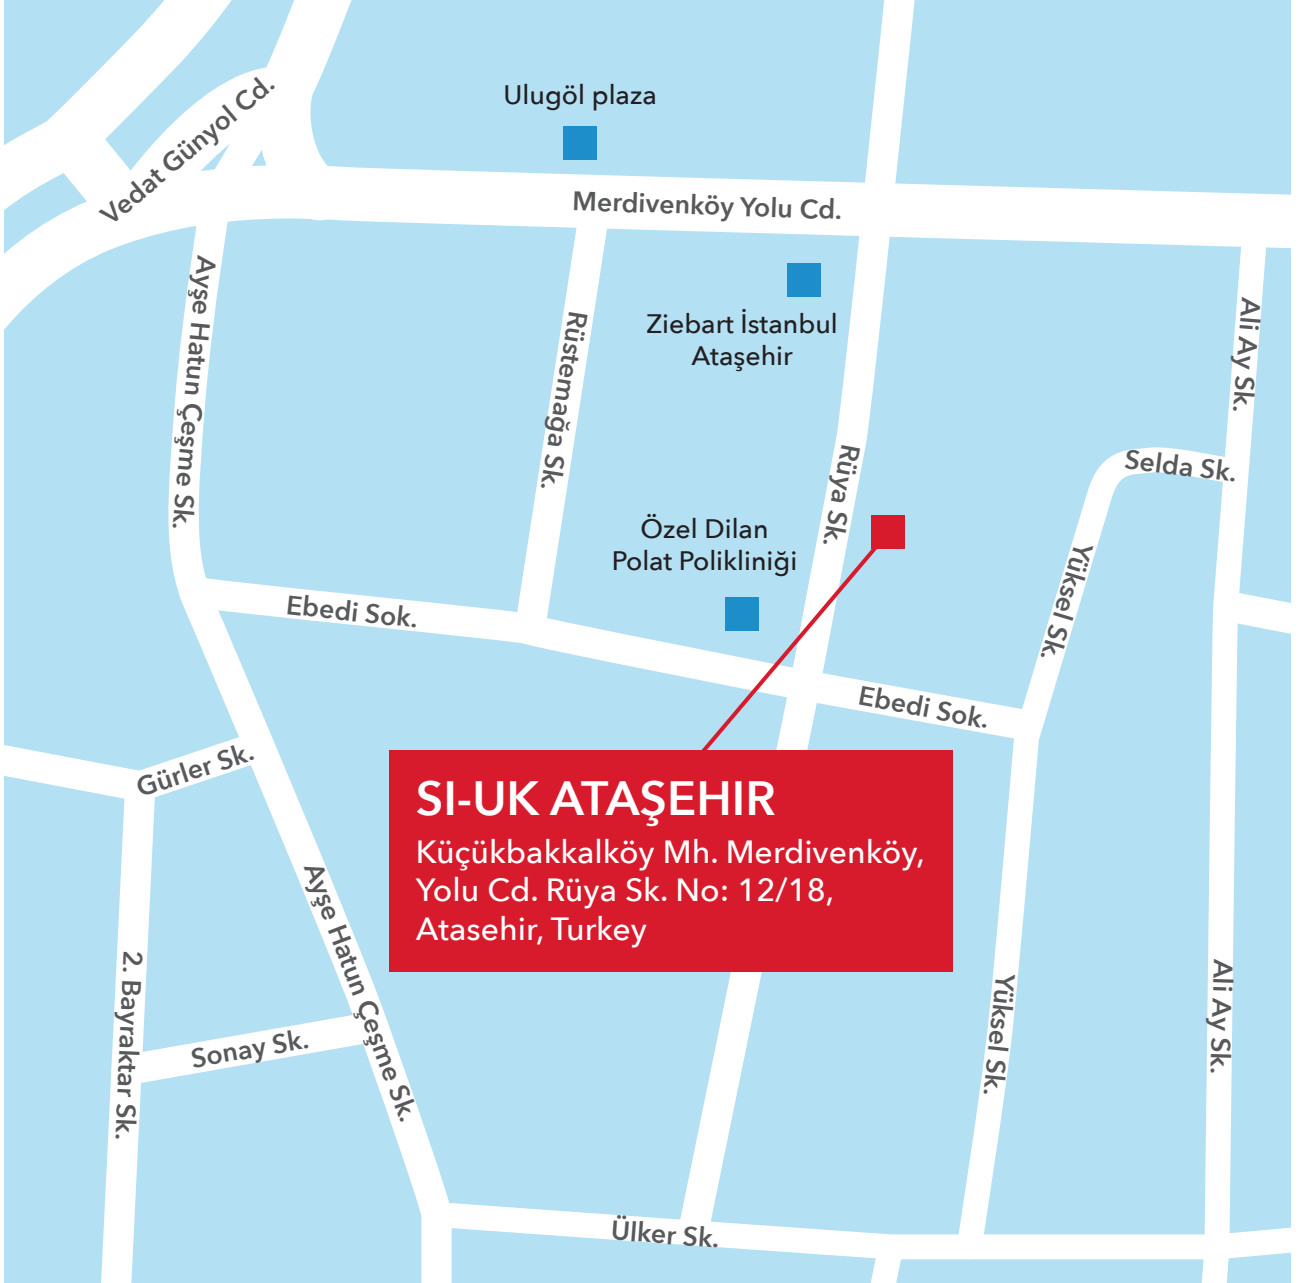 Ulugöl plaza
Vedat Günyol Cd.
Merdivenköy Yolu Cd.
Ayşe Hatun Çeşme Sk.
Rüstemağa Sk.
Ziebart İstanbul
Ataşehir
Ali Ay Sk.
Rüya Sk.
Selda Sk.
Özel Dilan
Polat Polikliniği
Yüksel Sk.
Ebedi Sok.
Ebedi Sok.
Gürler Sk.
SI-UK ATAŞEHIR
Küçükbakkalköy Mh. Merdivenköy,
Yolu Cd. Rüya Sk. No: 12/18,
Atasehir, Turkey
Ayşe Hatun Çeşme Sk.
2. Bayraktar Sk.
Sonay Sk.
Yüksel Sk.
Ali Ay Sk.
Ülker Sk.